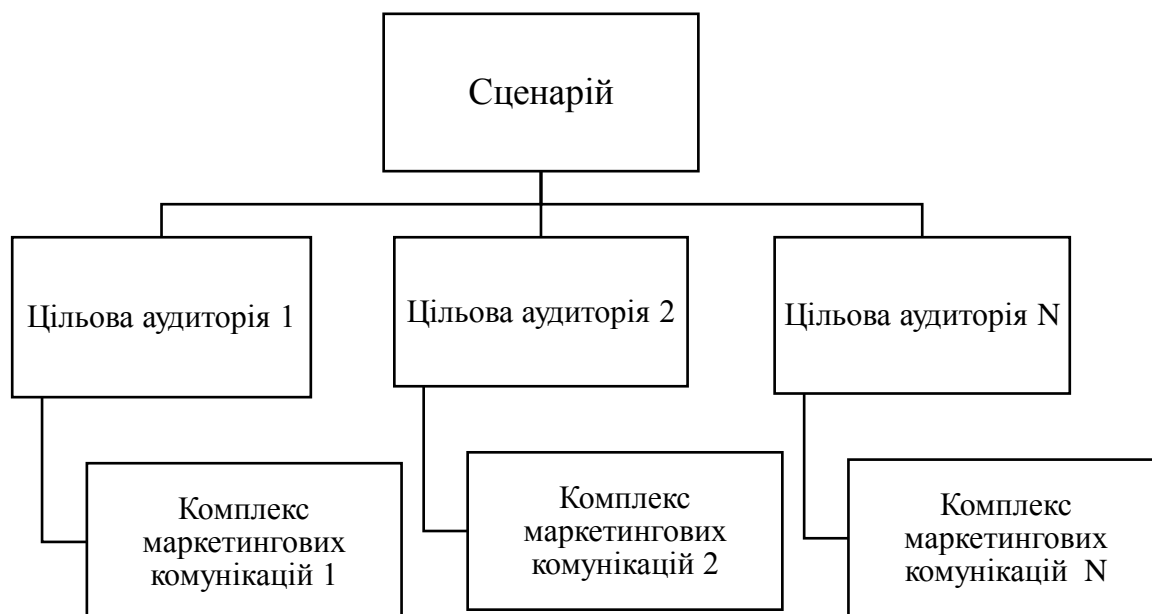 Сценарій
Цільова аудиторія 1
Цільова аудиторія 2
Цільова аудиторія N
Комплекс
маркетингових
комунікацій 1
Комплекс
маркетингових
комунікацій 2
Комплекс
маркетингових
комунікацій N